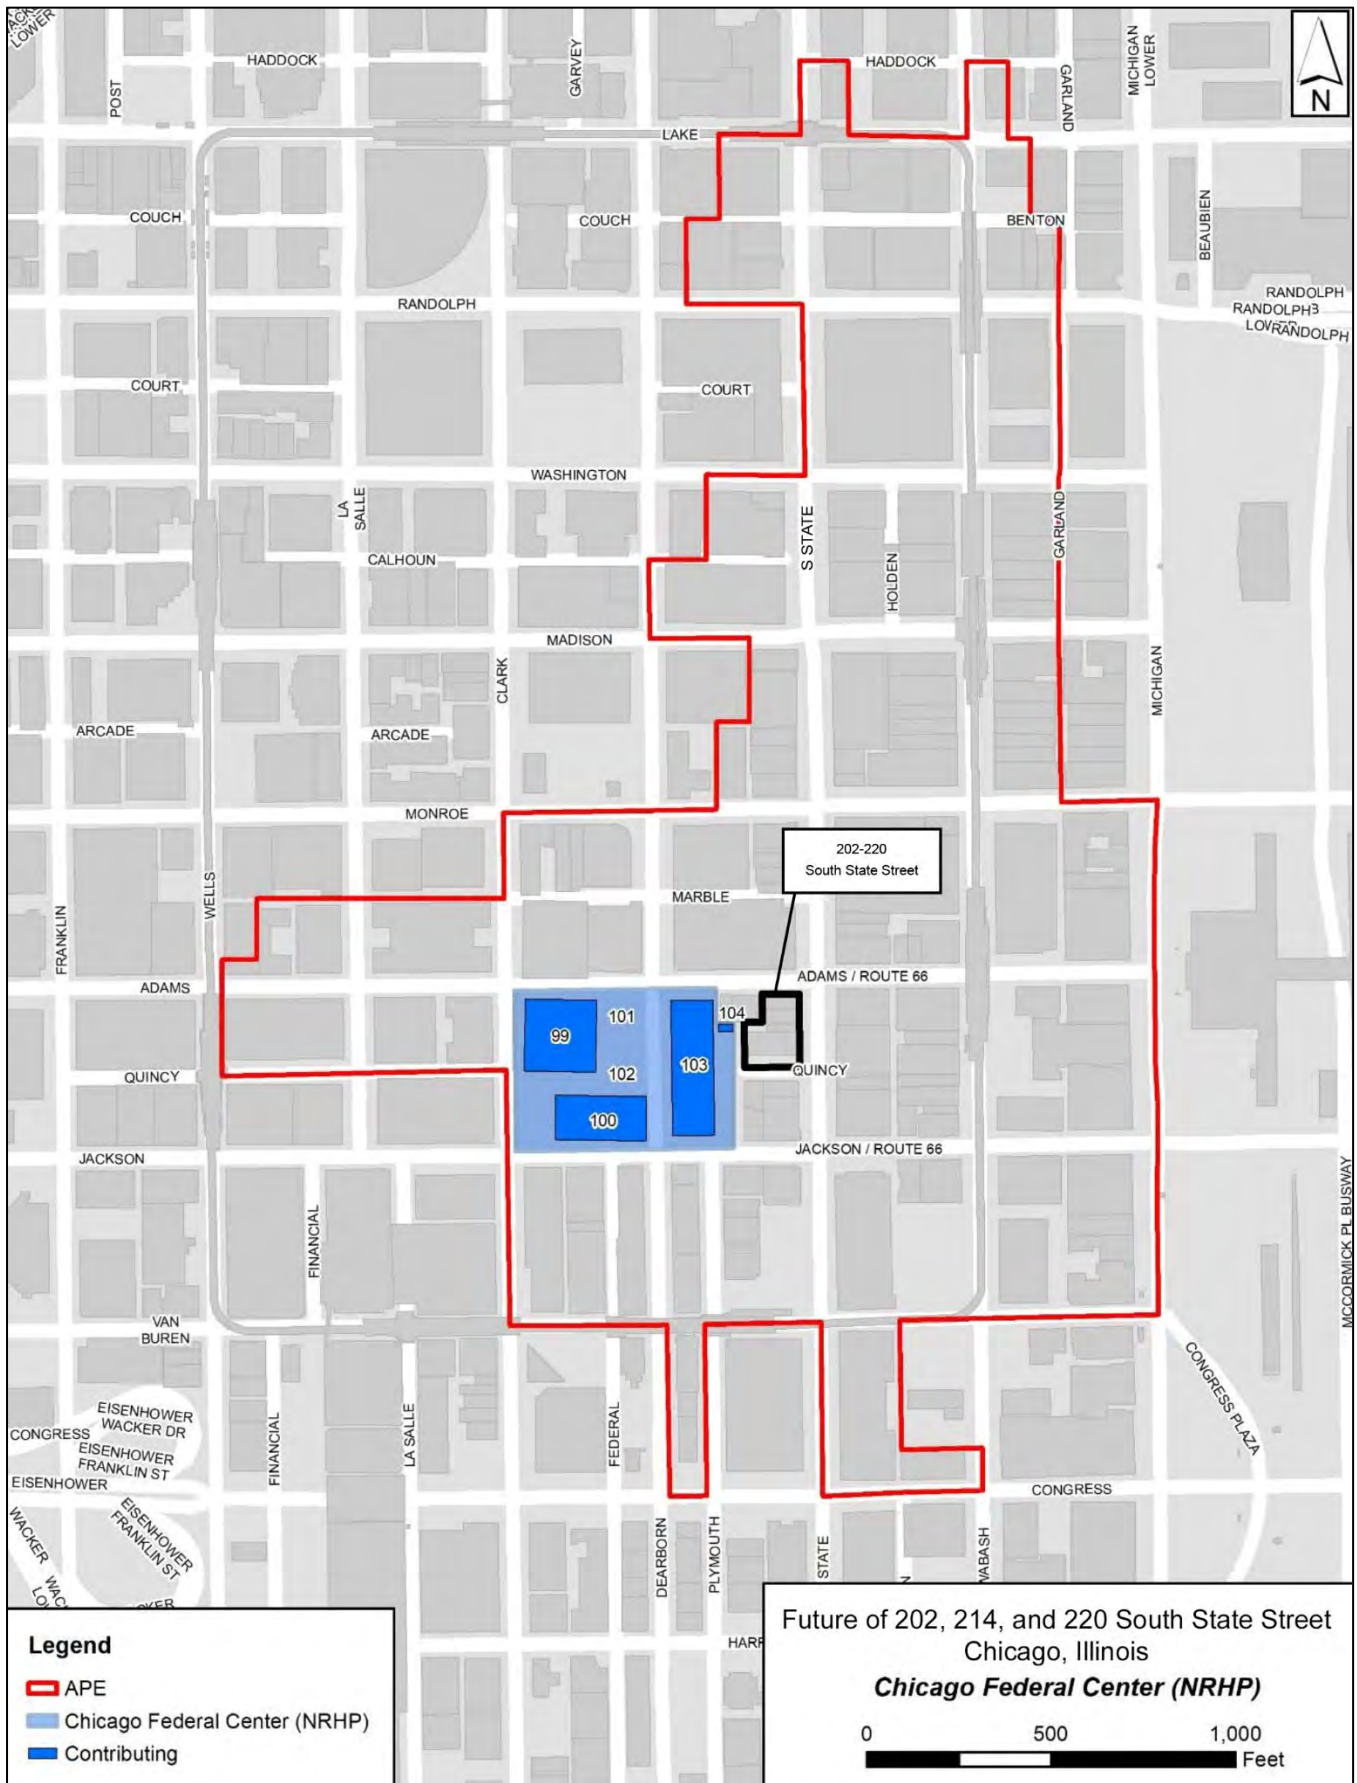 LOWER
HADDOCK
HADDOCK
POST
GARVEY
GARLAND
MICHIGAN
LOWER
N
LAKE
COUCH
COUCH
BENTON
BEAUBIEN
RANDOLPH
RANDOLPH
RANDOLPH
RANDOLPH
COURT
COURT
WASHINGTON
LA
SALLE
S STATE
GARLAND
CALHOUN
HOLDEN
MADISON
CLARK
MICHIGAN
ARCADE
ARCADE
MONROE
202-220
South State Street
WELLS
MARBLE
FRANKLIN
ADAMS
ADAMS / ROUTE 66
99
101
104
102
103
QUINCY
QUINCY
100
JACKSON
JACKSON / ROUTE 66
FINANCIAL
MCCORMICK PL BUSWAY
VAN
BUREN
CONGRESS PLAZA
EISENHOWER
WACKER DR
CONGRESS
EISENHOWER
FRANKLIN ST
FINANCIAL
LA SALLE
FEDERAL
EISENHOWER
CONGRESS
EISENHOWER
FRANKLIN ST
WACKER
DEARBORN
PLYMOUTH
STATE
WABASH
Legend
APE
Chicago Federal Center (NRHP)
Contributing
Future of 202, 214, and 220 South State Street
Chicago, Illinois
Chicago Federal Center (NRHP)
0 500 1,000
Feet